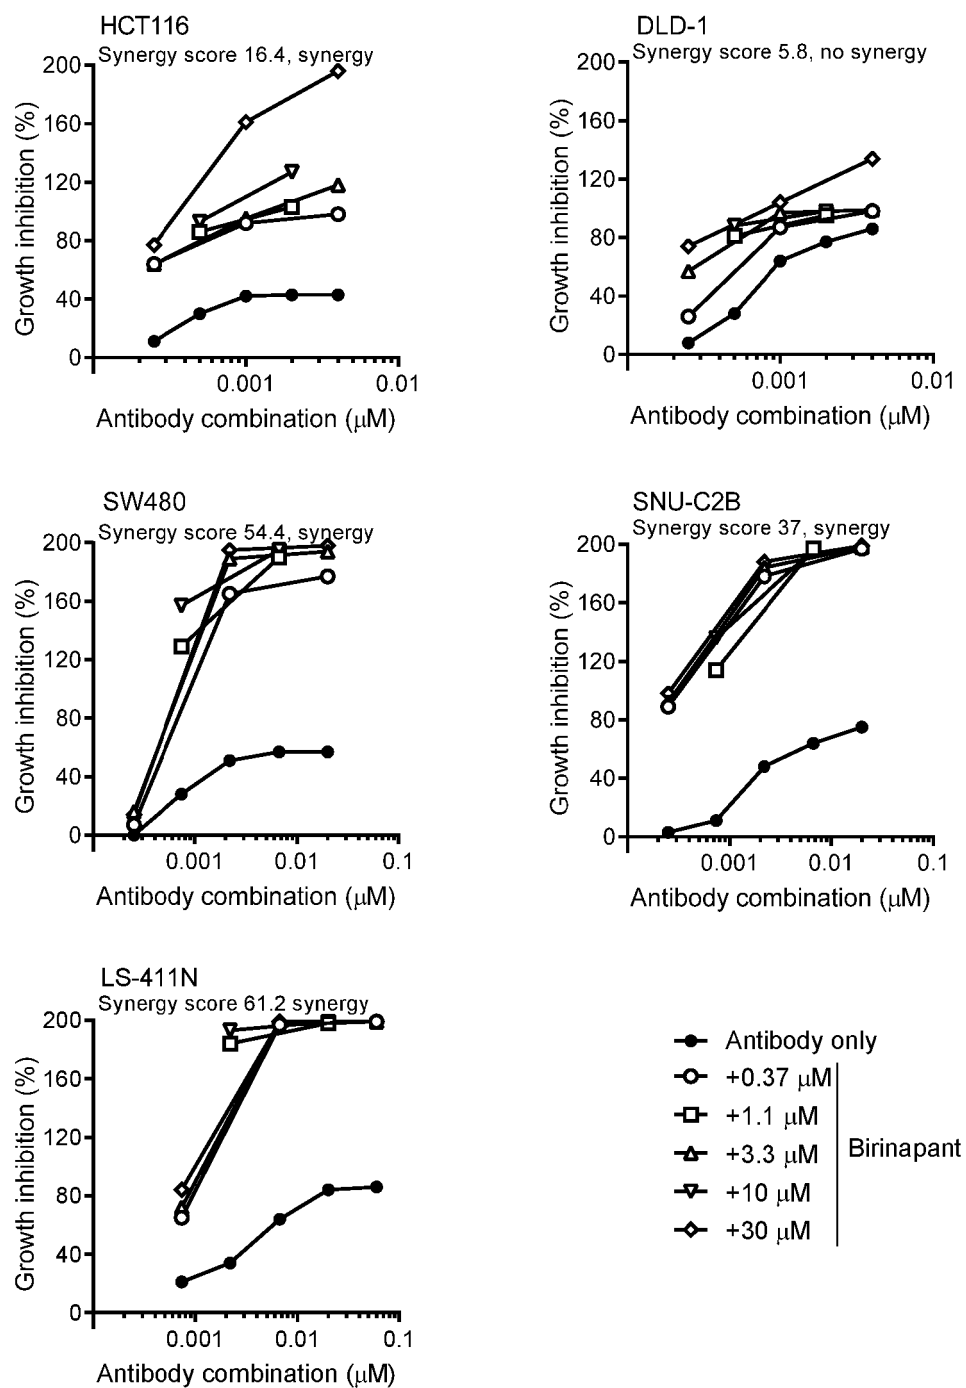 HCT116
Synergy score 16.4, synergy
Growth inhibition (%)
200
160
120
80
40
0
0.001 0.01
Antibody combination (μM)
DLD-1
Synergy score 5.8, no synergy
Growth inhibition (%)
200
160
120
80
40
0
0.001 0.01
Antibody combination (μM)
SW480
Synergy score 54.4, synergy
Growth inhibition (%)
200
160
120
80
40
0
0.001 0.01 0.1
Antibody combination (μM)
SNU-C2B
Synergy score 37, synergy
Growth inhibition (%)
200
160
120
80
40
0
0.001 0.01 0.1
Antibody combination (μM)
LS-411N
Synergy score 61.2 synergy
Growth inhibition (%)
200
160
120
80
40
0
0.001 0.01 0.1
Antibody combination (μM)
Antibody only
+0.37 μM
+1.1 μM
+3.3 μM
+10 μM
+30 μM
Birinapant